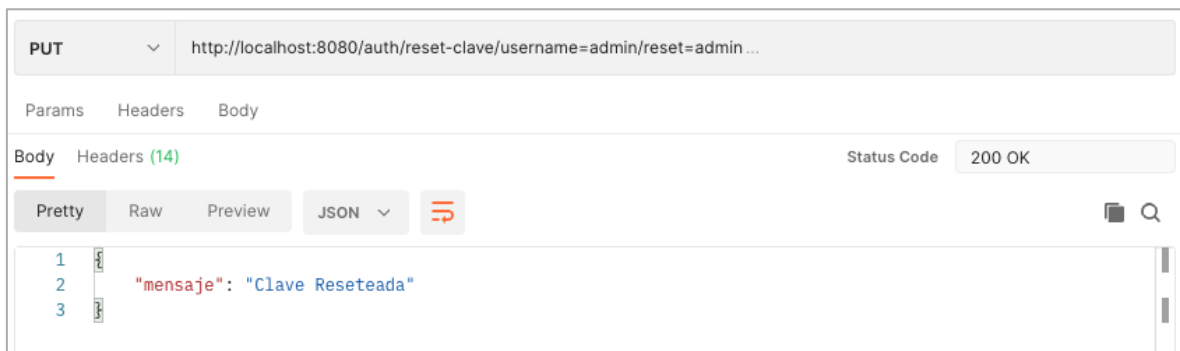 PUT http://localhost:8080/auth/reset-clave/username=admin/reset=admin ...
Params Headers Body
Body Headers (14) Status Code 200 OK
Pretty Raw Preview JSON
1 {
2 "mensaje": "Clave Reseteada"
3 }